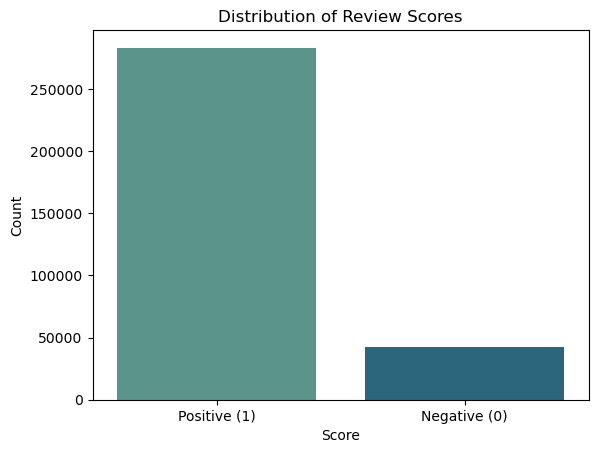 Distribution of Review Scores
Count
250000
200000
150000
100000
50000
0
Positive (1)
Negative (0)
Score